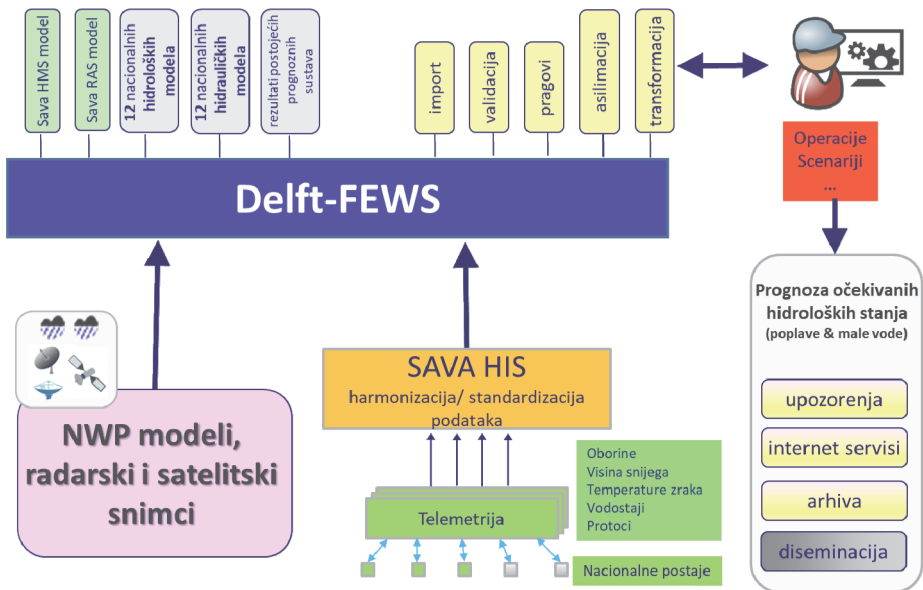 Sava HMS model
Sava RAS model
12 nacionalnih
hidroloških
modela
12 nacionalnih
hidrauličkih
modela
rezultati postojećih
prognoznih
sustava
import
validacija
pragovi
asilimacija
transformacija
Delft-FEWS
Operacije
Scenariji
...
Prognoza očekivanih
hidroloških stanja
(poplave & male vode)
upozorenja
internet servisi
arhiva
diseminacija
NWP modeli,
radarski i satelitski
snimci
SAVA HIS
harmonizacija/ standardizacija
podataka
Oborine
Visina snijega
Temperature zraka
Vodostaji
Protoci
Telemetrija
Nacionalne postaje